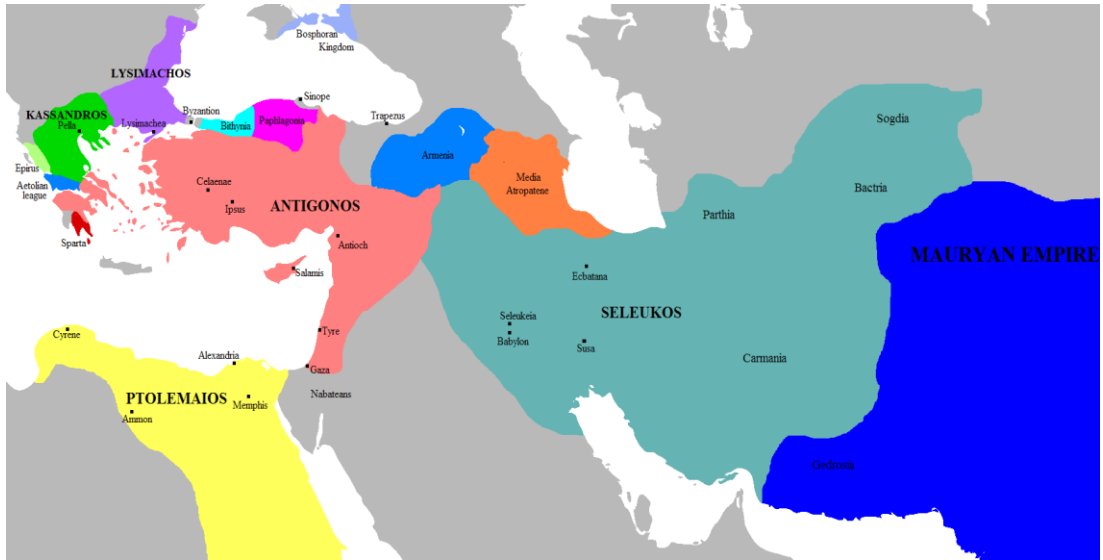 Bosphoran
Kingdom
LYSIMACHOS
Sinope
KASSANDROS
Byzantion
Trapezus
Sogdia
Pella
Lysimachea
Bithynia
Paphlagonia
Armenia
Epirus
Media
Atropatene
Aetolian
league
Celaenae
Bactria
Ipsus
ANTIGONOS
Parthia
Sparta
Antioch
MAURYAN EMPIRE
Salamis
Ecbatana
Seleukeia
SELEUKOS
Cyrene
Tyre
Babylon
Susa
Alexandria
Carmania
Gaza
Nabateans
PTOLEMAIOS
Memphis
Ammon
Gedrosia